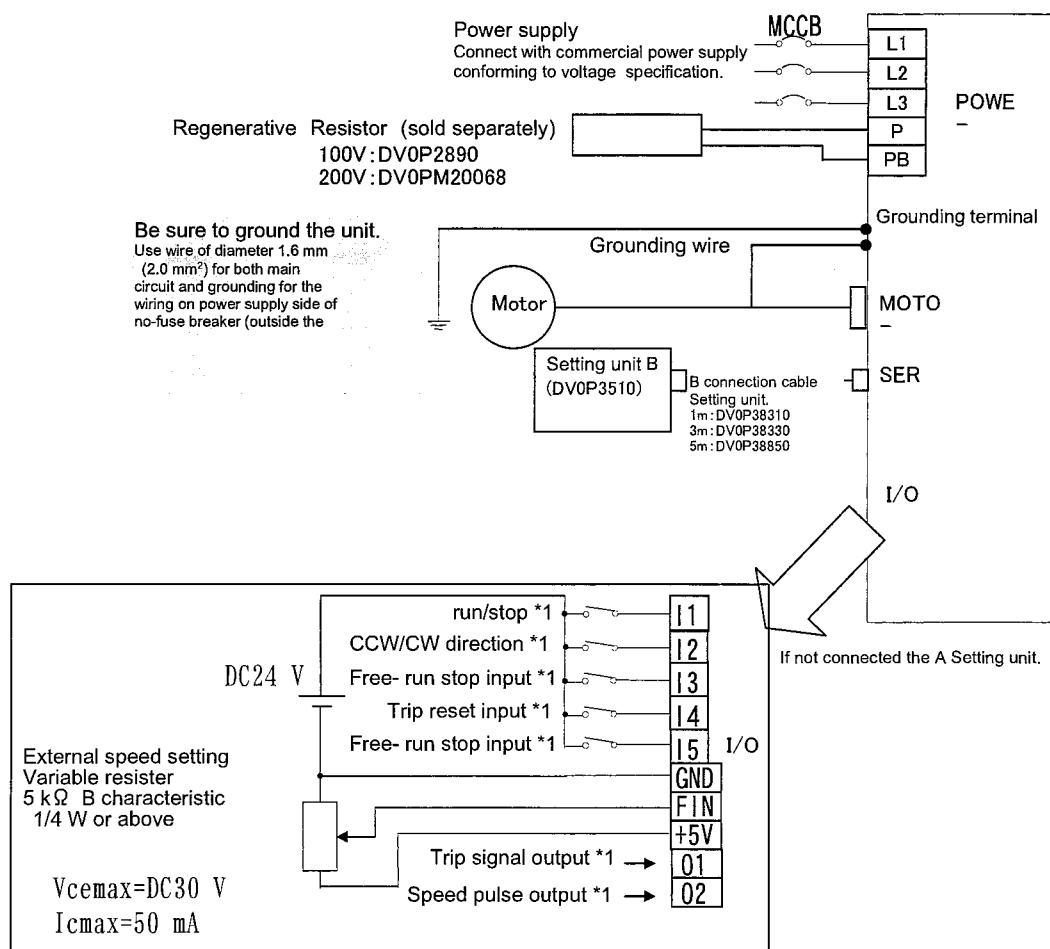 Power supply
Connect with commercial power supply
conforming to voltage specification.
MCCB
L1
L2
L3
P
PB
POWE
Regenerative Resistor (sold separately)
100V:DV0P2890
200V:DV0PM20068
Be sure to ground the unit.
Use wire of diameter 1.6 mm
(2.0 mm²) for both main
circuit and grounding for the
wiring on power supply side of
no-fuse breaker (outside the
Grounding terminal
Grounding wire
Motor
MOTO
Setting unit B
(DV0P3510)
B connection cable
Setting unit.
1m:DV0P38310
3m:DV0P38330
5m:DV0P38850
SER
I/O
If not connected the A Setting unit.
run/stop *1
I1
CCW/CW direction *1
I2
DC24 V
Free- run stop input *1
I3
Trip reset input *1
I4
Free- run stop input *1
I5
I/O
GND
FIN
+5V
External speed setting
Variable resister
5 kΩ B characteristic
1/4 W or above
Trip signal output *1
O1
Speed pulse output *1
O2
Vcemax=DC30 V
Icmax=50 mA